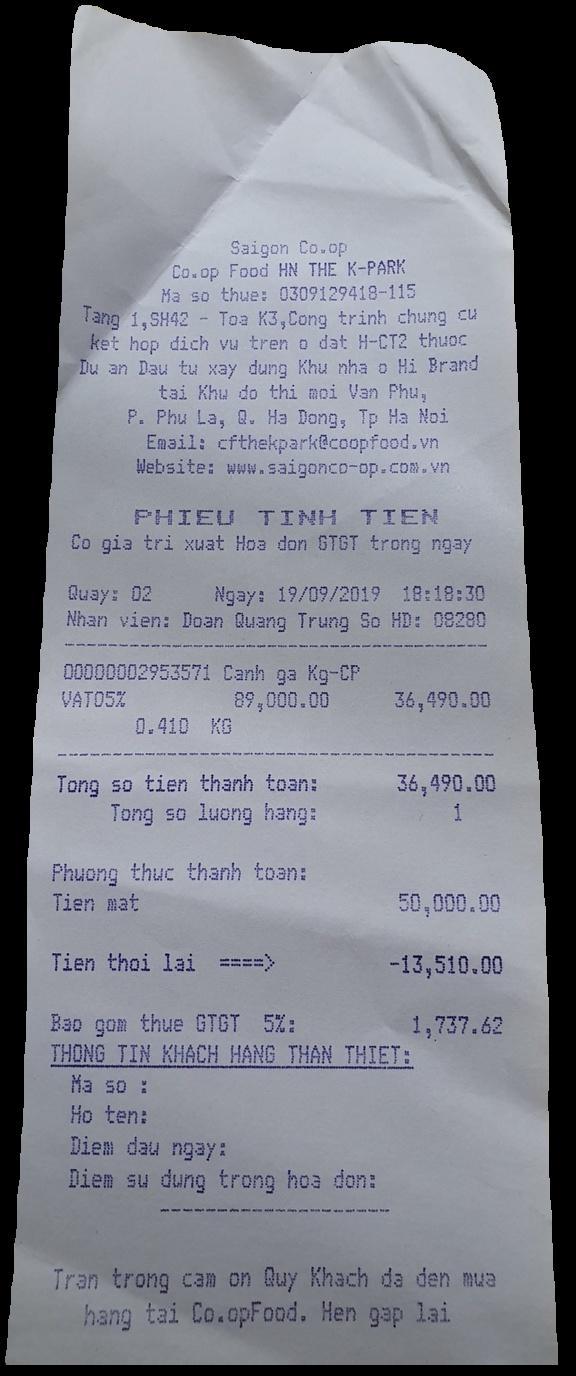 Saigon Co.op
Co.op Food HN THE K-PARK
Ma so thue: 0309129418-115
Tang 1,SH42 - Toa K3,Cong trinh chung cu
ket hop dich vu tren o dat H-CT2 thuoc
Du an Dau tu xay dung Khu nha o Hi Brand
tai Khu do thi moi Van Phu,
P. Phu La, Q. Ha Dong, Tp Ha Noi
Email: cfthekpark@coopfood.vn
Website: www.saigonco-op.com.vn
PHIEU TINH TIEN
Co gia tri xuat Hoa don GTGT trong ngay
Quay: 02 Ngay: 19/09/2019 18:18:30
Nhan vien: Doan Quang Trung So HD: 08280
00000002953571 Canh ga Kg-CP
VAT05% 89,000.00 36,490.00
0.410 KG
Tong so tien thanh toan: 36,490.00
Tong so luong hang: 1
Phuong thuc thanh toan:
Tien mat 50,000.00
Tien thoi lai ====> -13,510.00
Bao gom thue GTGT 5%: 1,737.62
THONG TIN KHACH HANG THAN THIET:
Ma so :
Ho ten:
Diem dau ngay:
Diem su dung trong hoa don:
Tran trong cam on Quy Khach da den mua
hang tai Co.opFood. Hen gap lai